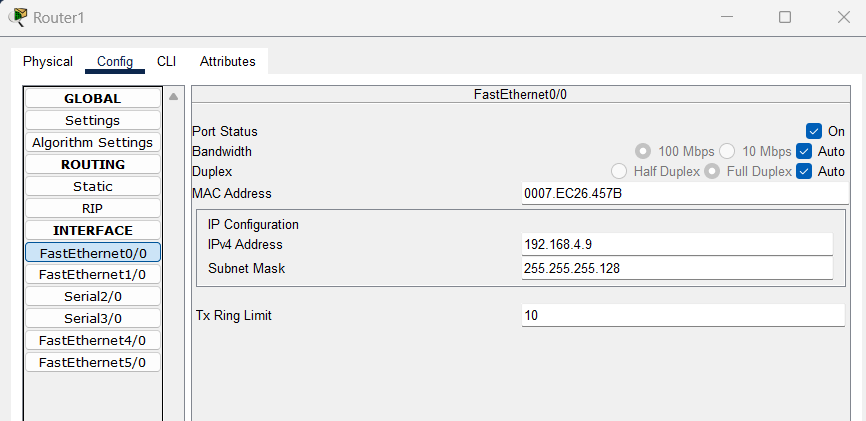 Router1
Physical Config CLI Attributes
GLOBAL
Settings
Algorithm Settings
ROUTING
Static
RIP
INTERFACE
FastEthernet0/0
FastEthernet1/0
Serial2/0
Serial3/0
FastEthernet4/0
FastEthernet5/0
FastEthernet0/0
Port Status On
Bandwidth 100 Mbps 10 Mbps Auto
Duplex Half Duplex Full Duplex Auto
MAC Address 0007.EC26.457B
IP Configuration
IPv4 Address 192.168.4.9
Subnet Mask 255.255.255.128
Tx Ring Limit 10